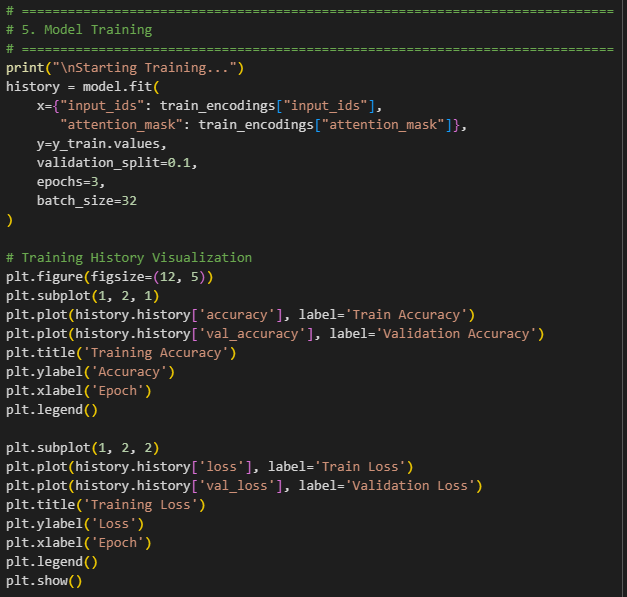 # =============================================================================
# 5. Model Training
# =============================================================================
print("\nStarting Training...")
history = model.fit(
    x={"input_ids": train_encodings["input_ids"],
       "attention_mask": train_encodings["attention_mask"]},
    y=y_train.values,
    validation_split=0.1,
    epochs=3,
    batch_size=32
)

# Training History Visualization
plt.figure(figsize=(12, 5))
plt.subplot(1, 2, 1)
plt.plot(history.history['accuracy'], label='Train Accuracy')
plt.plot(history.history['val_accuracy'], label='Validation Accuracy')
plt.title('Training Accuracy')
plt.ylabel('Accuracy')
plt.xlabel('Epoch')
plt.legend()

plt.subplot(1, 2, 2)
plt.plot(history.history['loss'], label='Train Loss')
plt.plot(history.history['val_loss'], label='Validation Loss')
plt.title('Training Loss')
plt.ylabel('Loss')
plt.xlabel('Epoch')
plt.legend()
plt.show()